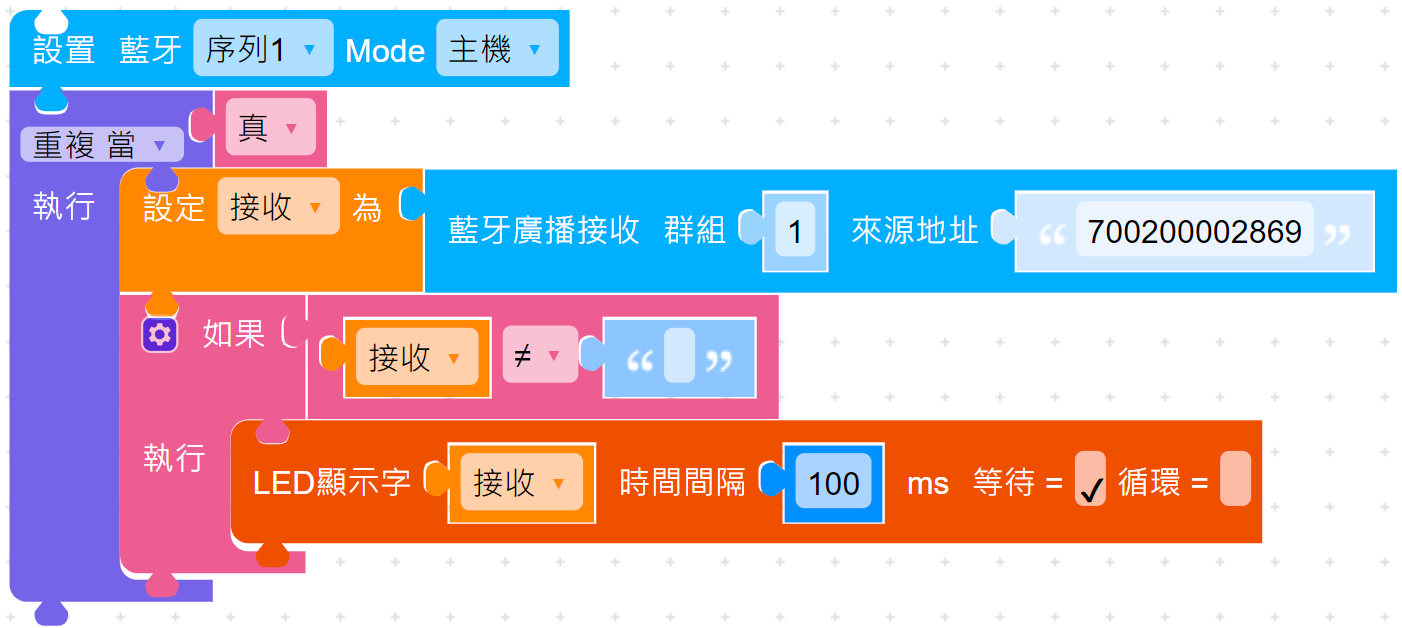 設置 藍牙 序列1 ▾ Mode 主機 ▾
重複 當 ▾ 真 ▾
執行 設定 接收 ▾ 為 藍牙廣播接收 群組 1 來源地址 “ 700200002869 ”
如果 接收 ▾ ≠ ▾ “ ”
執行 LED顯示字 接收 ▾ 時間間隔 100 ms 等待 = ✓ 循環 =